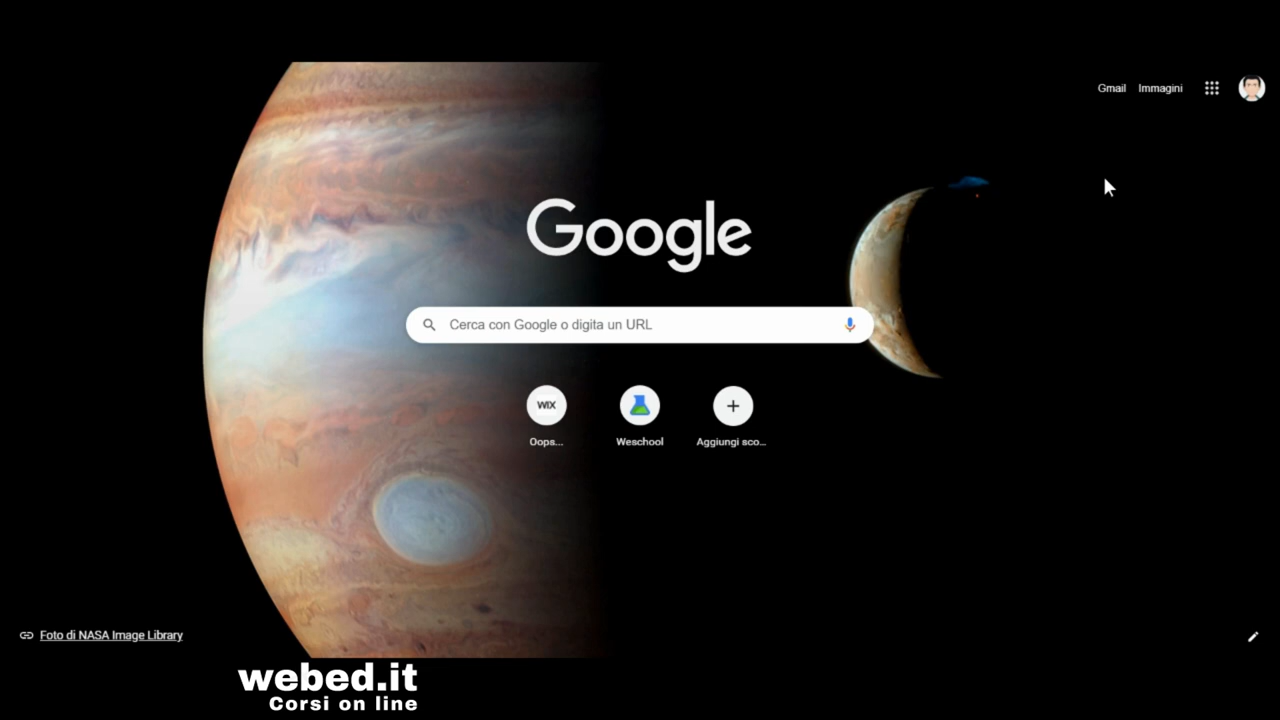 Gmail Immagini
Google
Cerca con Google o digita un URL
WIX
Oops... Weschool Aggiungi sco...
Foto di NASA Image Library
webed.it
Corsi on line